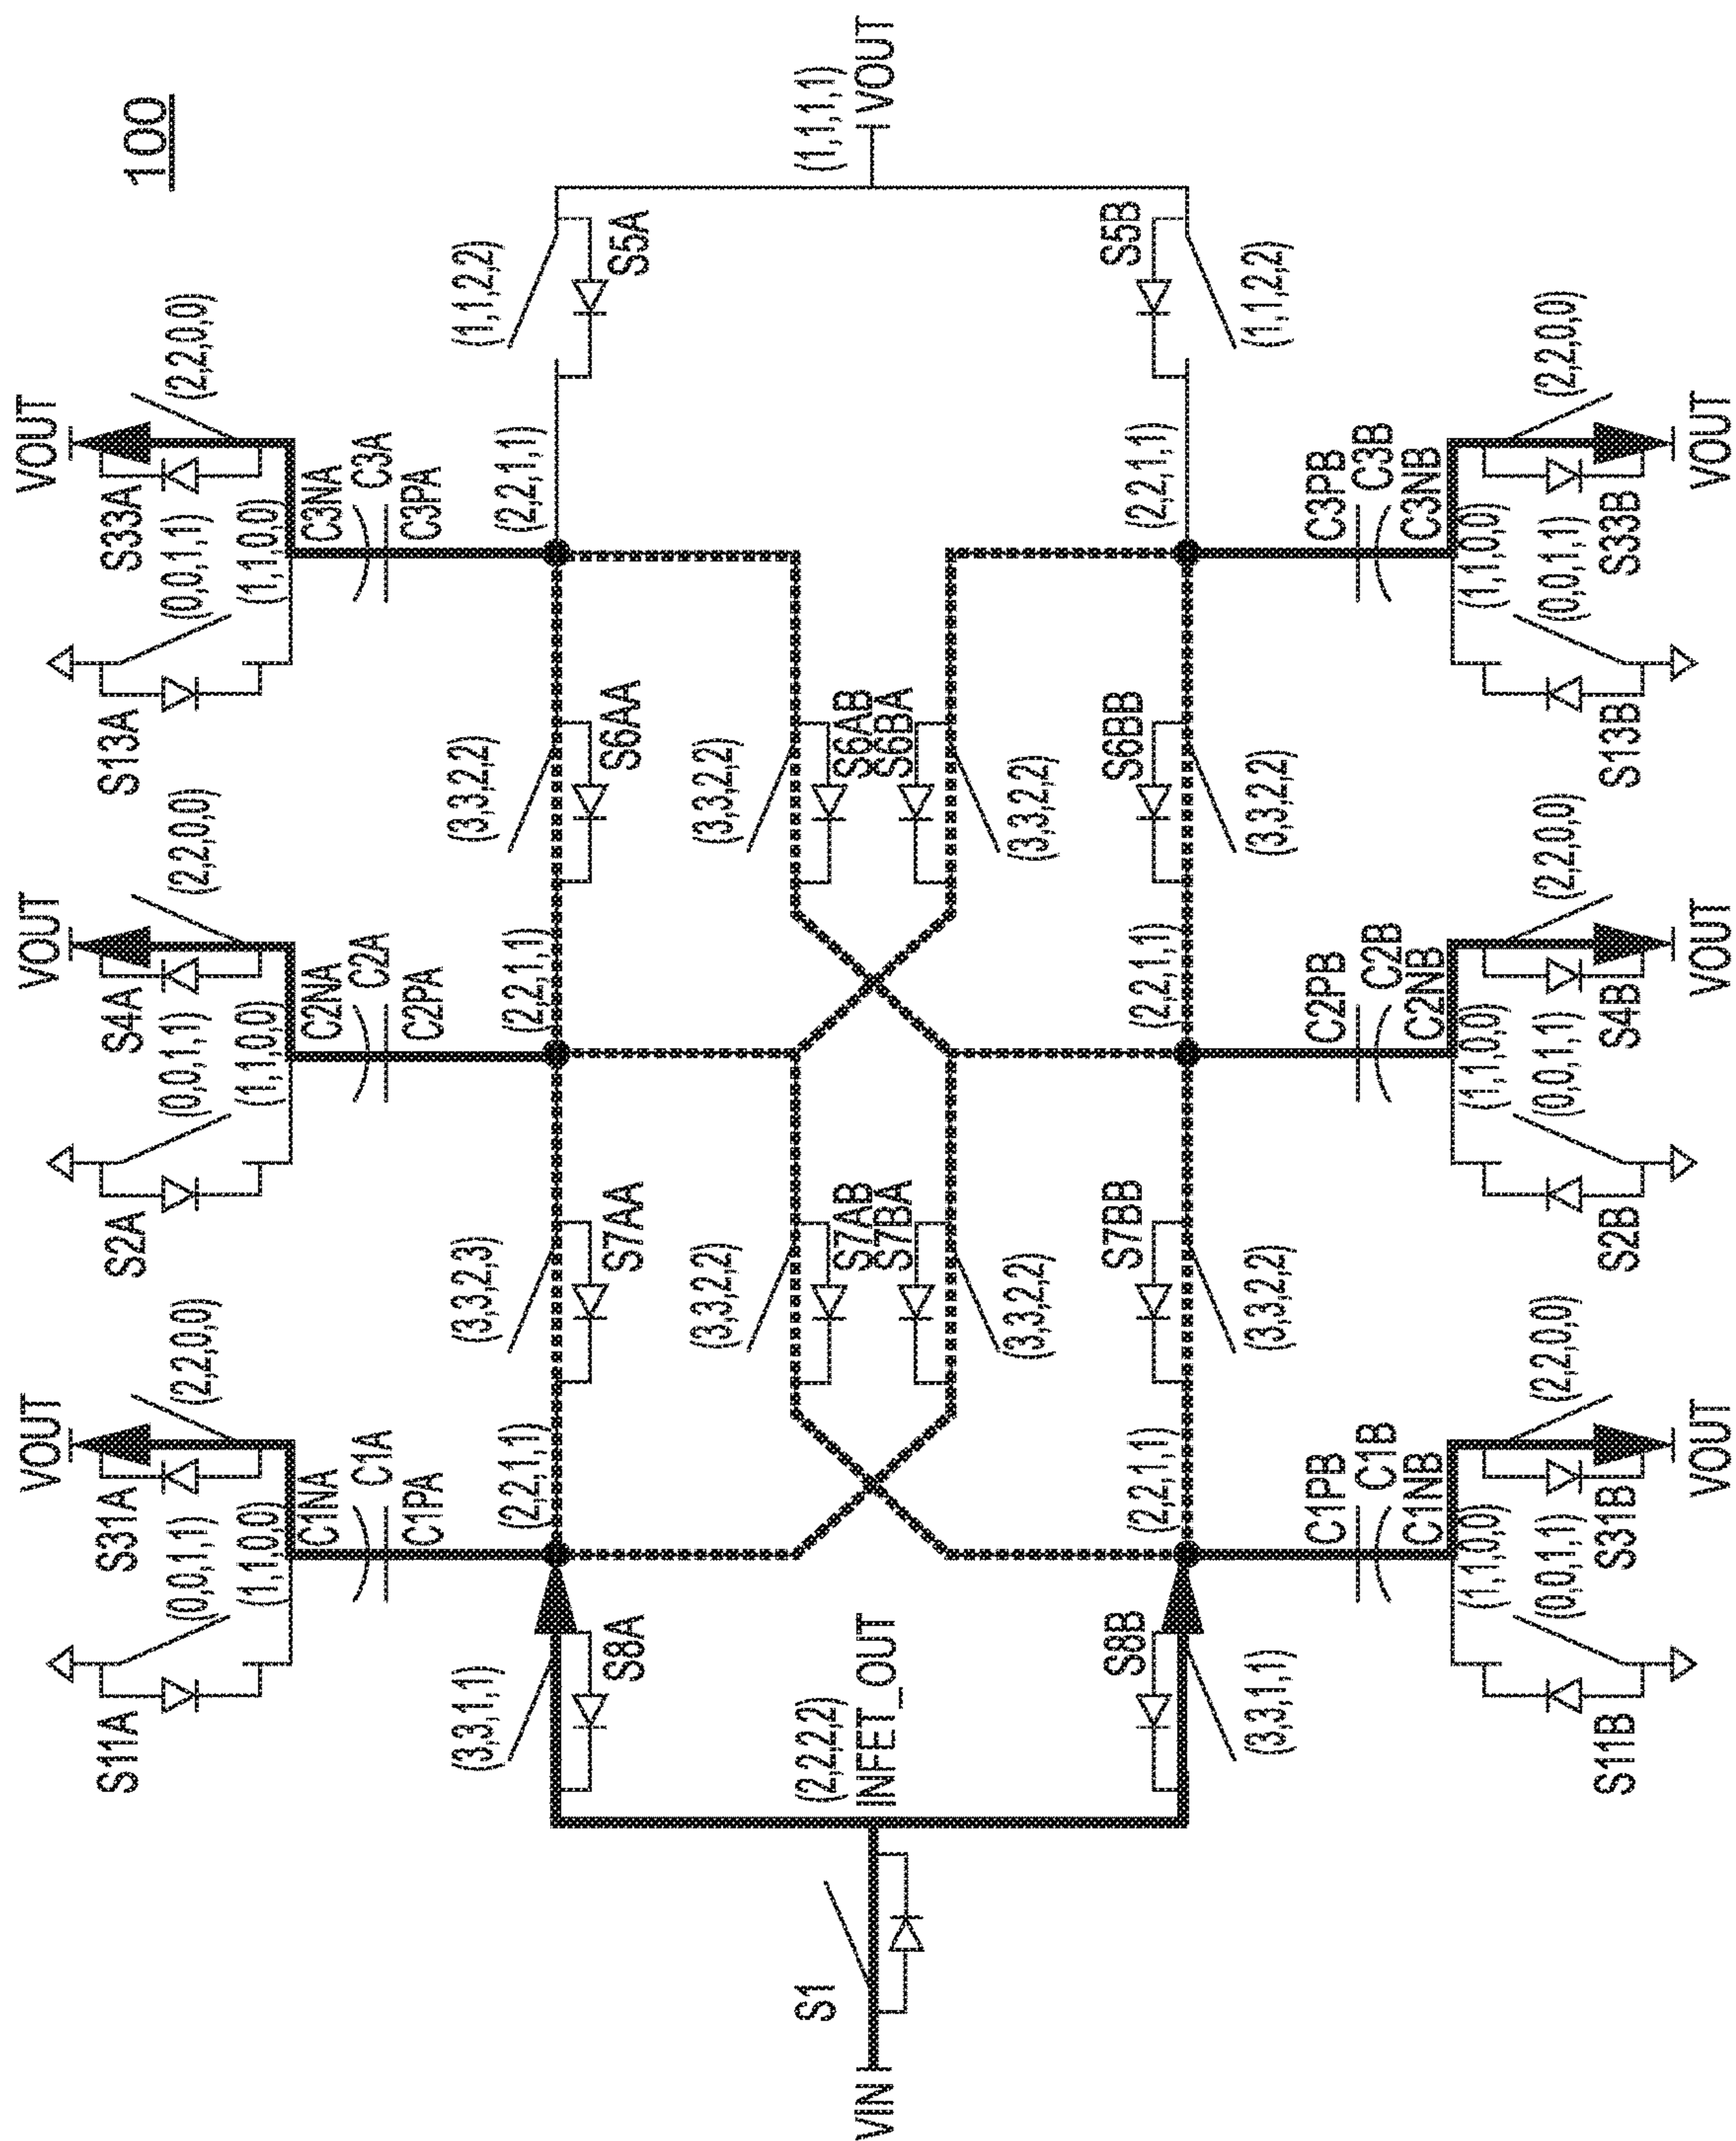 VOUT
VOUT
VOUT
100
S11A
S31A
S2A
S4A
S13A
S33A
(0,0,1,1)
(2,2,0,0)
(0,0,1,1)
(2,2,0,0)
(0,0,1,1)
(2,2,0,0)
(1,1,0,0)
(1,1,0,0)
(1,1,0,0)
C1NA
C2NA
C3NA
C1A
C2A
C3A
C1PA
C2PA
C3PA
(3,3,1,1)
(3,3,2,3)
(3,3,2,2)
(1,1,2,2)
(2,2,1,1)
(2,2,1,1)
(2,2,1,1)
S8A
S7AA
S6AA
S5A
(3,3,2,2)
(3,3,2,2)
S1
(2,2,2,2)
(1,1,1,1)
S7AB
S6AB
VIN
INFET_OUT
VOUT
S7BA
S6BA
(3,3,2,2)
(3,3,2,2)
S8B
S7BB
S6BB
S5B
(2,2,1,1)
(2,2,1,1)
(2,2,1,1)
(3,3,1,1)
(3,3,2,2)
(3,3,2,2)
(1,1,2,2)
C1PB
C2PB
C3PB
C1B
C2B
C3B
C1NB
C2NB
C3NB
(1,1,0,0)
(1,1,0,0)
(1,1,0,0)
(0,0,1,1)
(2,2,0,0)
(0,0,1,1)
(2,2,0,0)
(0,0,1,1)
(2,2,0,0)
S11B
S31B
S2B
S4B
S13B
S33B
VOUT
VOUT
VOUT